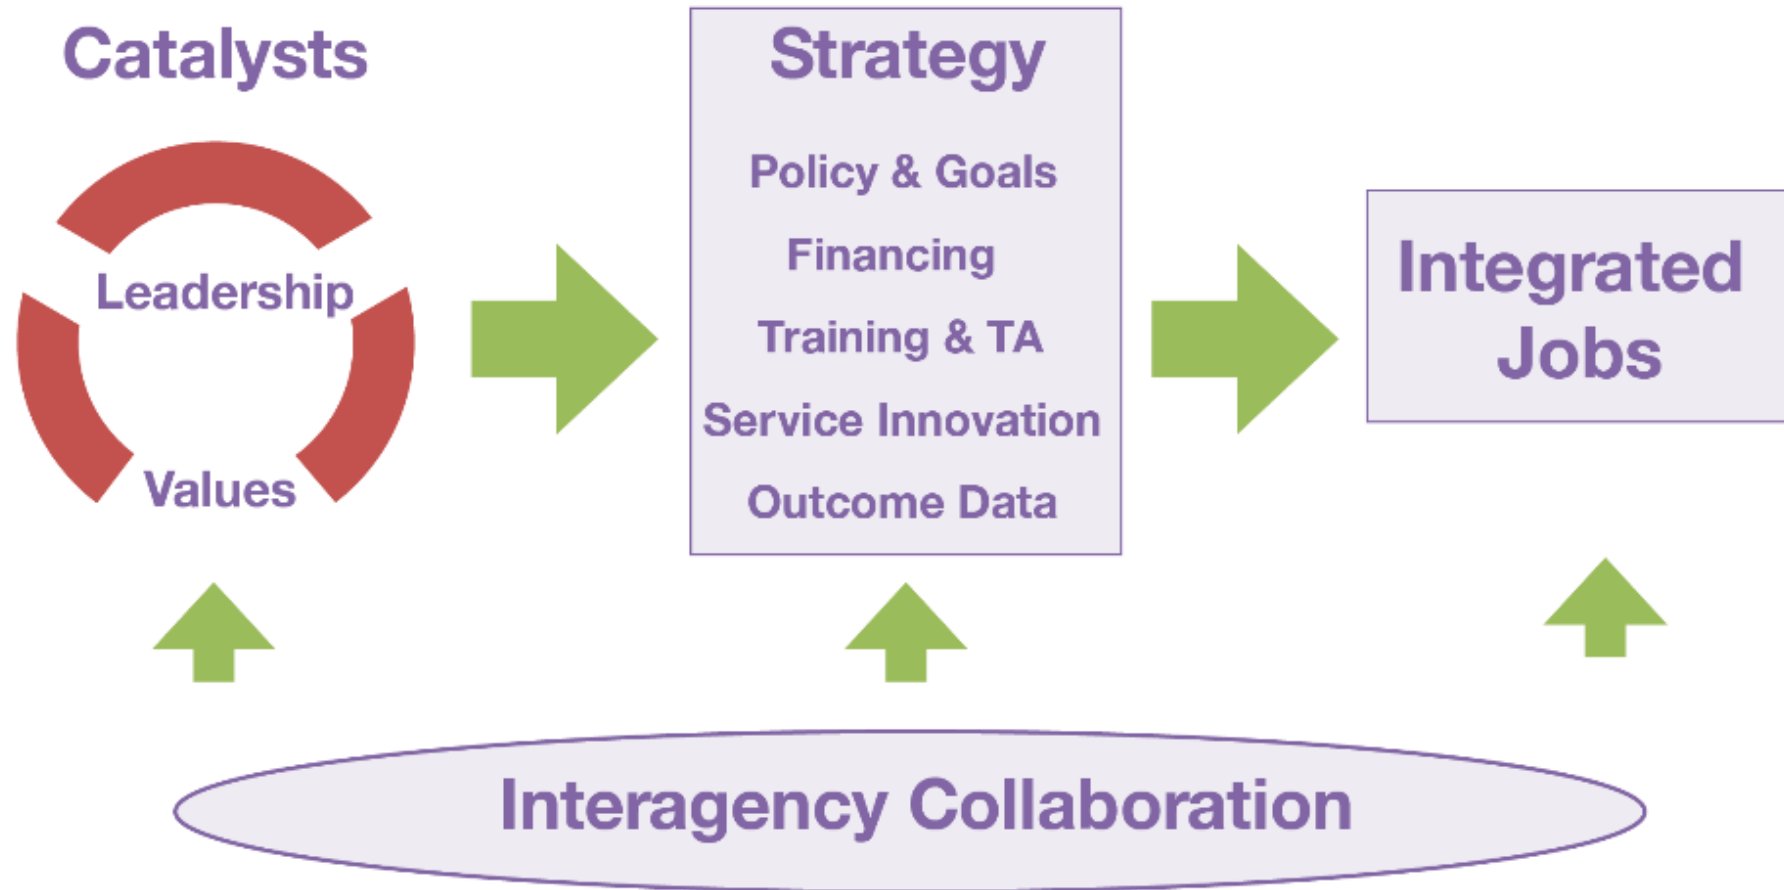 Catalysts
Leadership
Values
Strategy
Policy & Goals
Financing
Training & TA
Service Innovation
Outcome Data
Integrated
Jobs
Interagency Collaboration